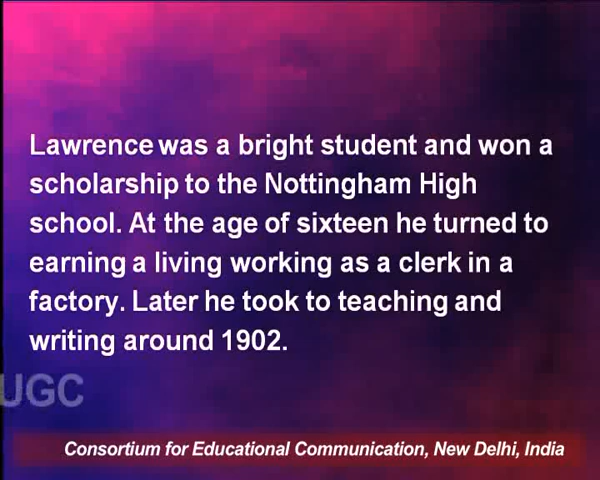 Lawrence was a bright student and won a
scholarship to the Nottingham High
school. At the age of sixteen he turned to
earning a living working as a clerk in a
factory. Later he took to teaching and
writing around 1902.
UGC
Consortium for Educational Communication, New Delhi, India